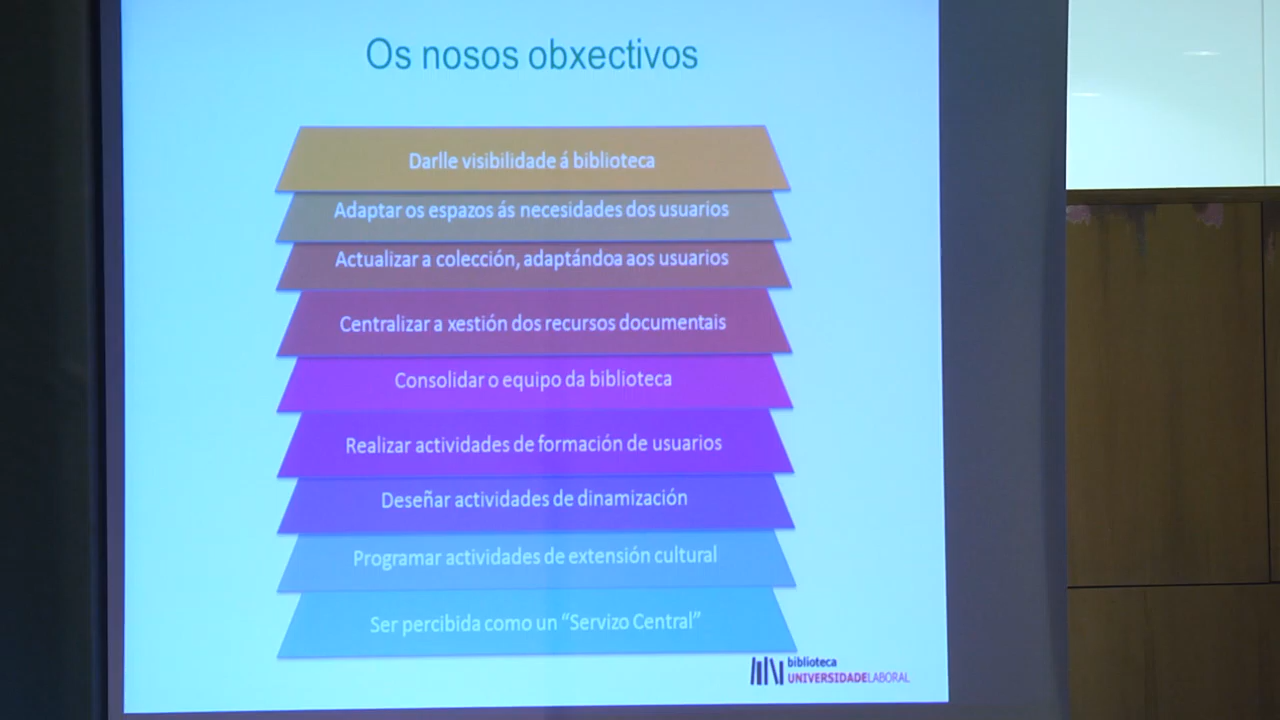 Os nosos obxectivos
Darlle visibilidade á biblioteca
Adaptar os espazos ás necesidades dos usuarios
Actualizar a colección, adaptándoa aos usuarios
Centralizar a xestión dos recursos documentais
Consolidar o equipo da biblioteca
Realizar actividades de formación de usuarios
Deseñar actividades de dinamización
Programar actividades de extensión cultural
Ser percibida como un “Servizo Central”
biblioteca
UNIVERSIDADELABORAL